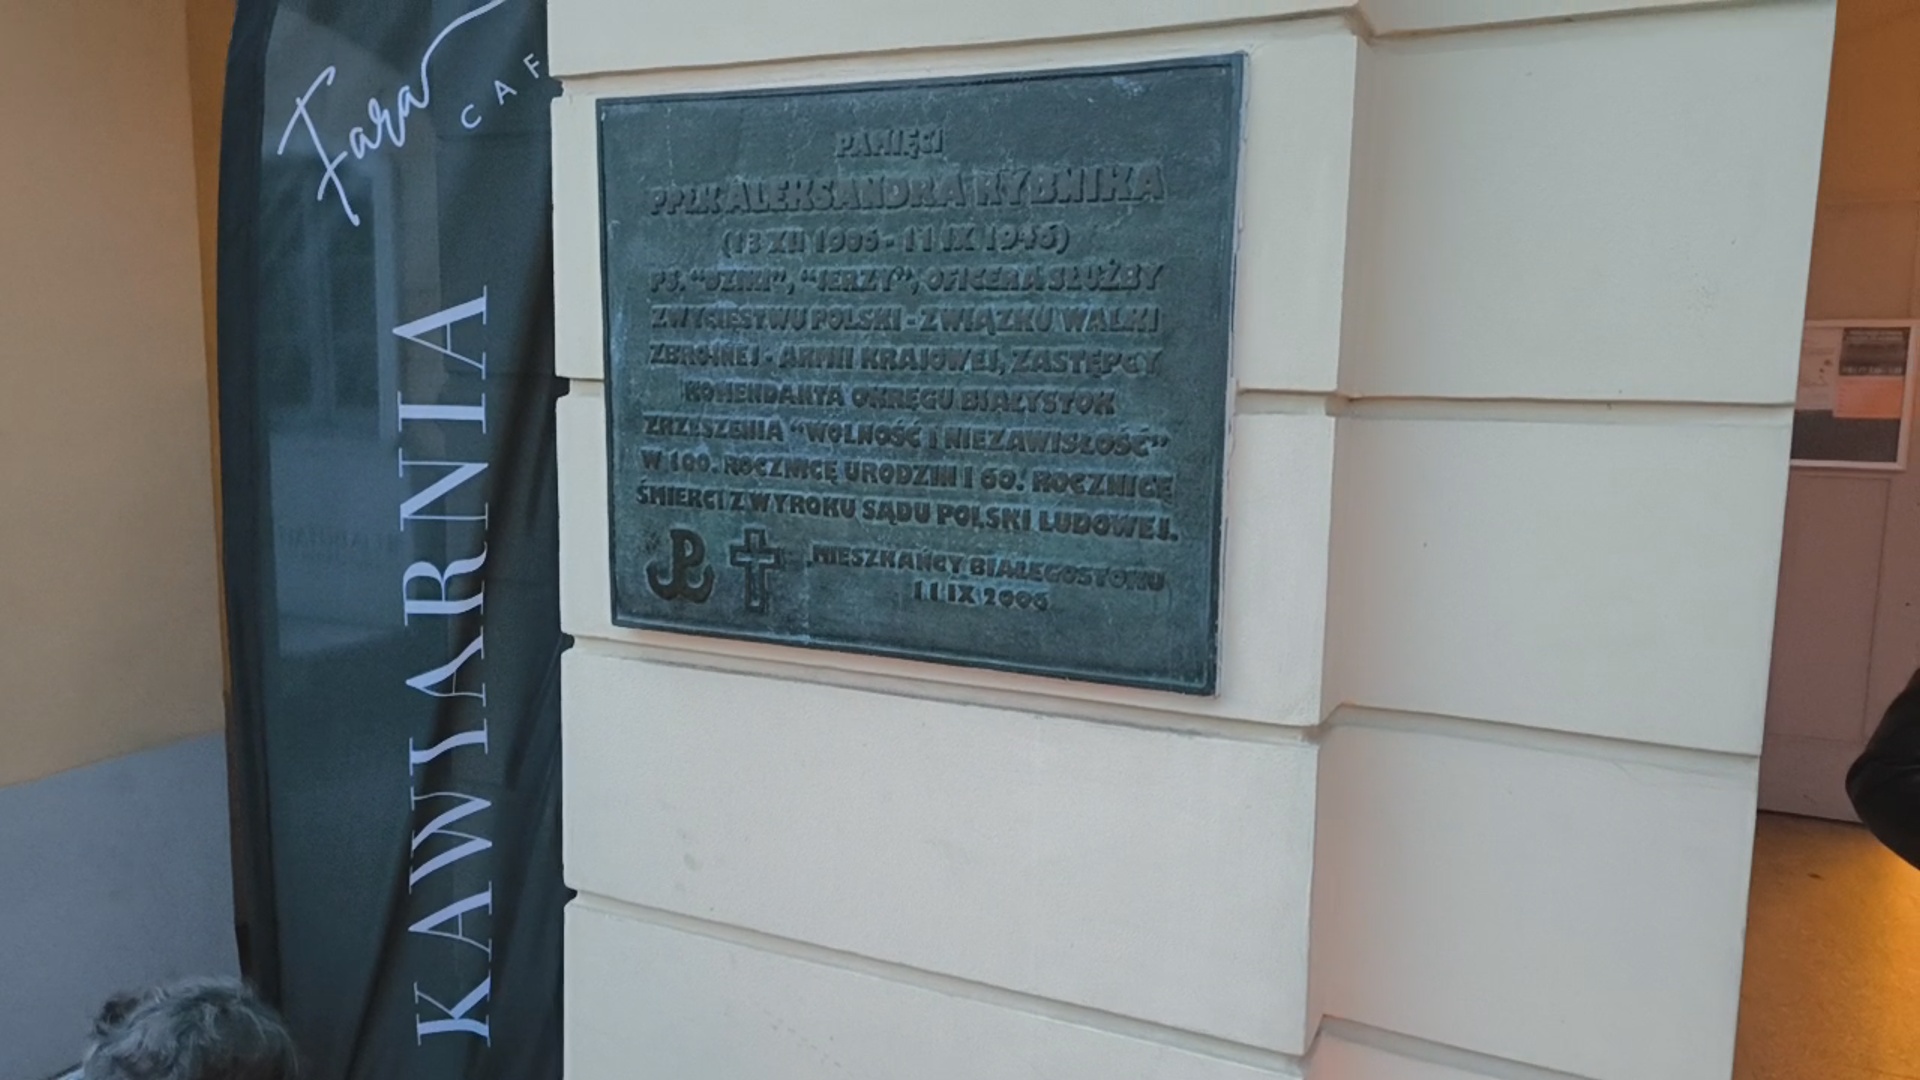 Fara
CAF
KAWIARNIA
PAMIĘCI
PPŁK ALEKSANDRA RYBNIKA
(13 XII 1906 - 11 IX 1946)
PS. "DZIKI", "JERZY", OFICERA SŁUŻBY
ZWYCIĘSTWU POLSKI - ZWIĄZKU WALKI
ZBROJNEJ - ARMII KRAJOWEJ, ZASTĘPCY
KOMENDANTA OKRĘGU BIAŁYSTOK
ZRZESZENIA "WOLNOŚĆ I NIEZAWISŁOŚĆ"
W 100. ROCZNICĘ URODZIN I 60. ROCZNICĘ
ŚMIERCI Z WYROKU SĄDU POLSKI LUDOWEJ.
MIESZKAŃCY BIAŁEGOSTOKU
11 IX 2006